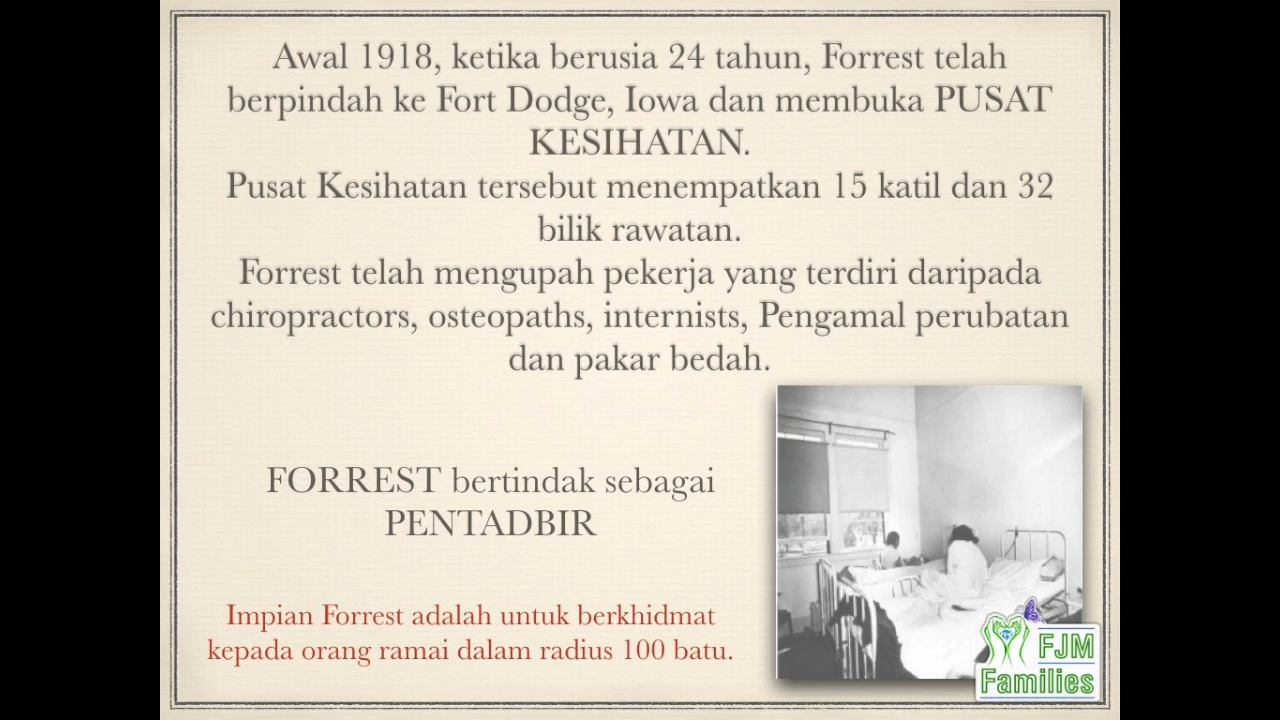 Awal 1918, ketika berusia 24 tahun, Forrest telah
berpindah ke Fort Dodge, Iowa dan membuka PUSAT
KESIHATAN.
Pusat Kesihatan tersebut menempatkan 15 katil dan 32
bilik rawatan.
Forrest telah mengupah pekerja yang terdiri daripada
chiropractors, osteopaths, internists, Pengamal perubatan
dan pakar bedah.
FORREST bertindak sebagai
PENTADBIR
Impian Forrest adalah untuk berkhidmat
kepada orang ramai dalam radius 100 batu.
FJM
Families